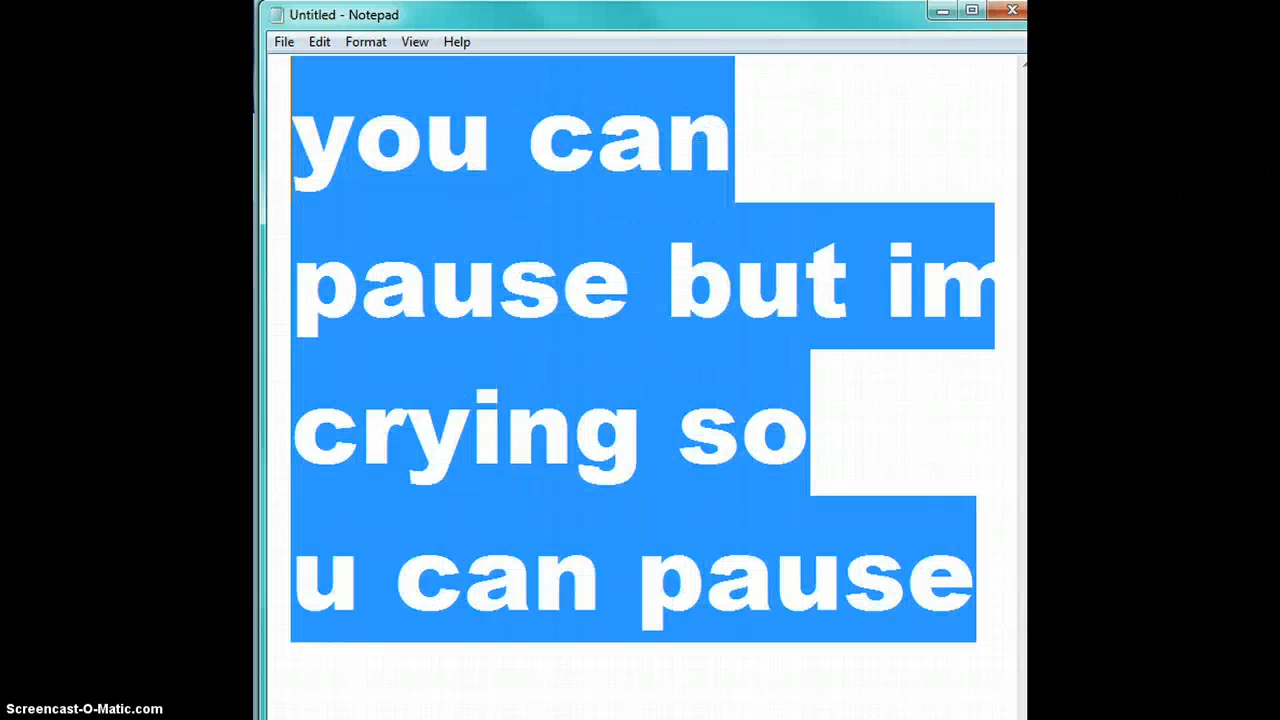 Untitled - Notepad
File Edit Format View Help
you can
pause but im
crying so
u can pause
Screencast-O-Matic.com